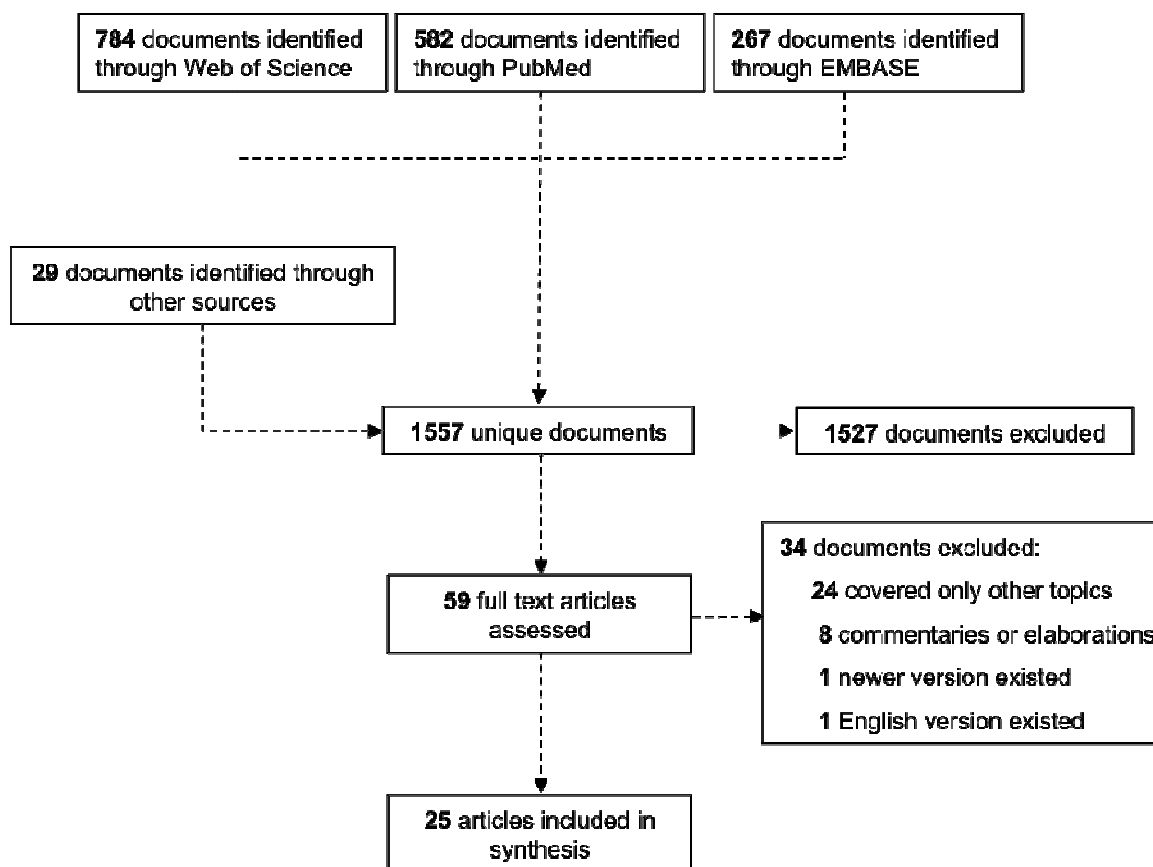 784 documents identified
through Web of Science
582 documents identified
through PubMed
267 documents identified
through EMBASE
29 documents identified through
other sources
1557 unique documents
1527 documents excluded
34 documents excluded:
24 covered only other topics
8 commentaries or elaborations
1 newer version existed
1 English version existed
59 full text articles
assessed
25 articles included in
synthesis